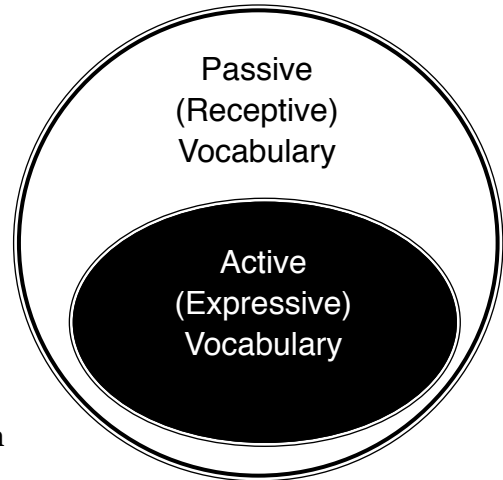 Passive
(Receptive)
Vocabulary
Active
(Expressive)
Vocabulary